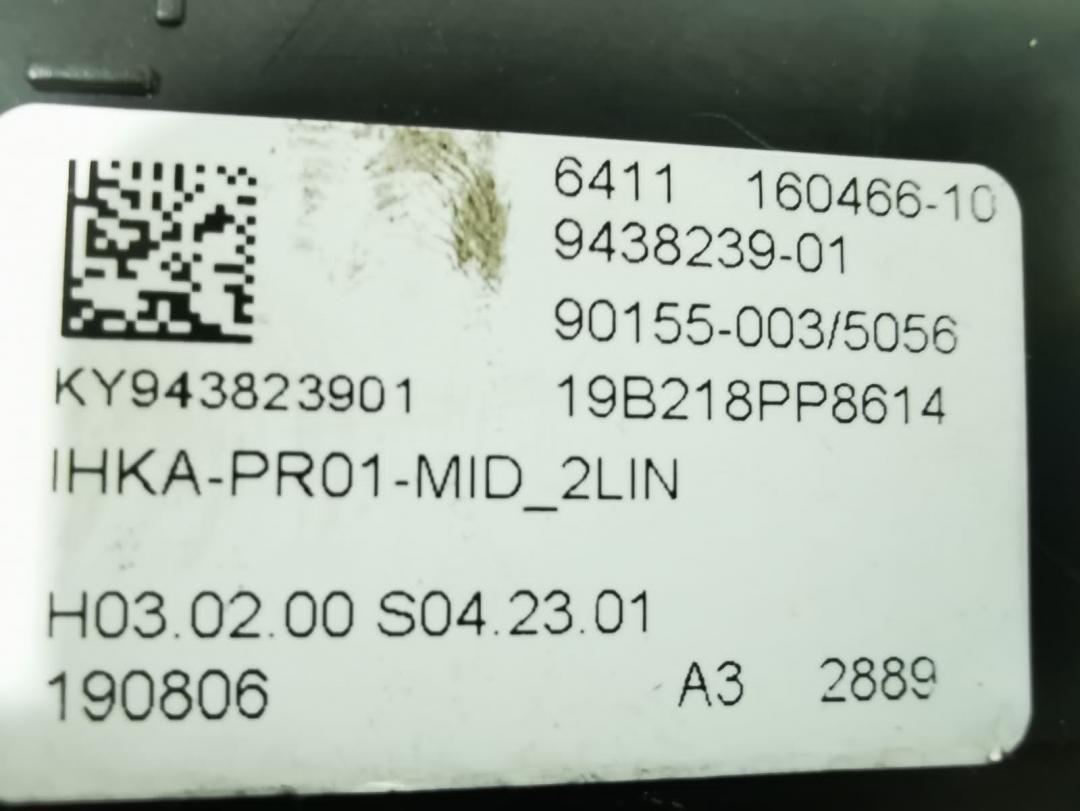 6411 160466-10
9438239-01
90155-003/5056
KY943823901 19B218PP8614
IHKA-PR01-MID_2LIN
H03.02.00 S04.23.01
190806 A3 2889